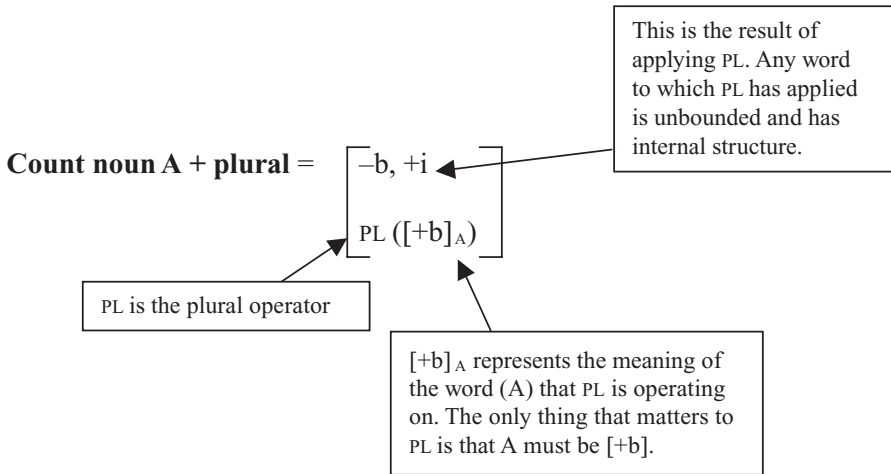 This is the result of
applying PL. Any word
to which PL has applied
is unbounded and has
internal structure.
Count noun A + plural = –b, +i
PL ([+b]A)
PL is the plural operator
[+b]A represents the meaning of
the word (A) that PL is operating
on. The only thing that matters to
PL is that A must be [+b].